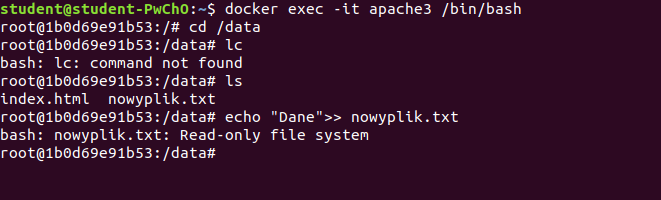 student@student-PwChO:~$ docker exec -it apache3 /bin/bash
root@1b0d69e91b53:/# cd /data
root@1b0d69e91b53:/data# lc
bash: lc: command not found
root@1b0d69e91b53:/data# ls
index.html  nowyplik.txt
root@1b0d69e91b53:/data# echo "Dane">> nowyplik.txt
bash: nowyplik.txt: Read-only file system
root@1b0d69e91b53:/data#